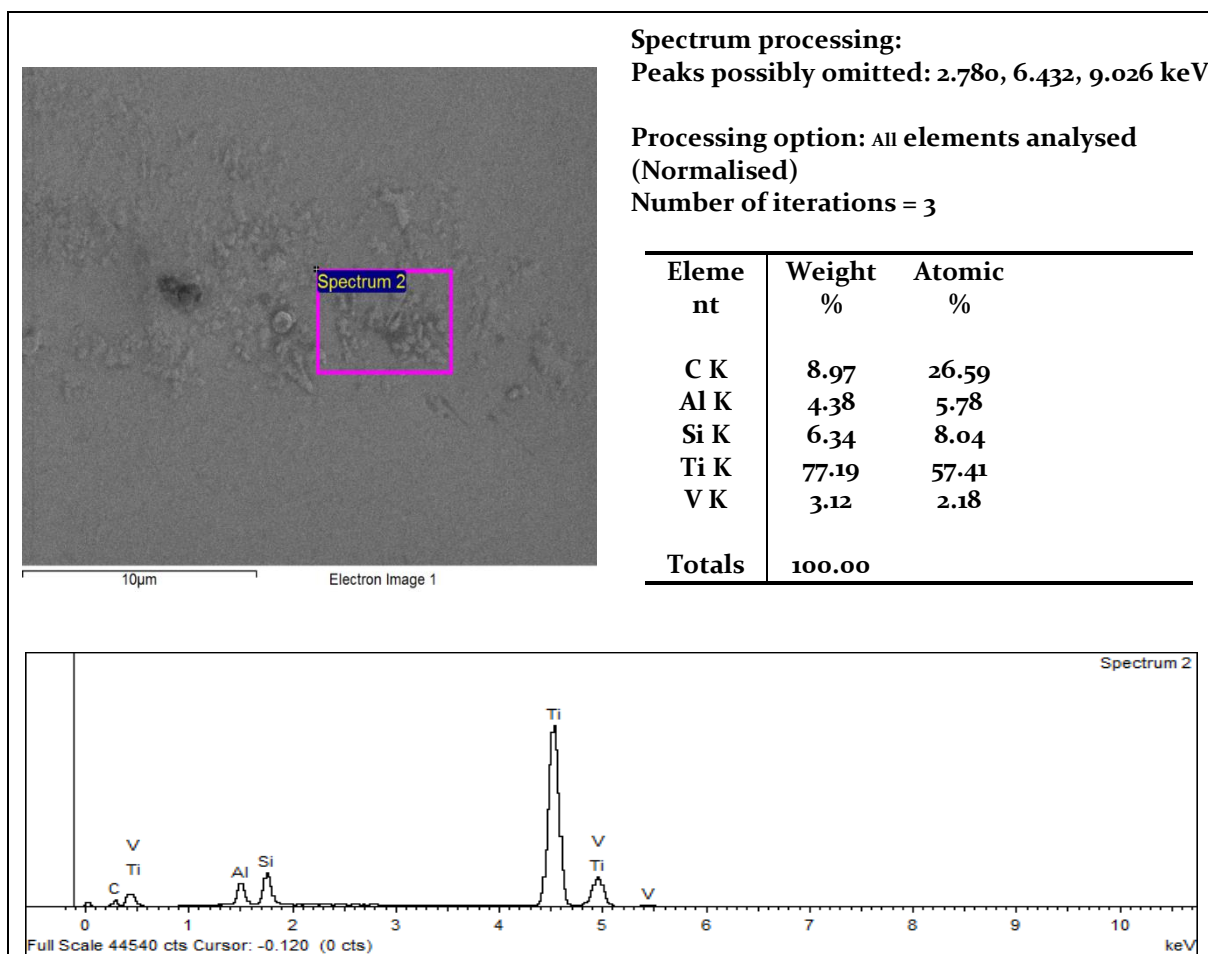 Spectrum processing:
Peaks possibly omitted: 2.780, 6.432, 9.026 keV
Processing option: All elements analysed
(Normalised)
Number of iterations = 3
Spectrum 2
10µm Electron Image 1
Eleme Weight Atomic
nt % %
C K 8.97 26.59
Al K 4.38 5.78
Si K 6.34 8.04
Ti K 77.19 57.41
V K 3.12 2.18
Totals 100.00
Spectrum 2
Ti
V V
Ti Ti
C Al Si V
0 1 2 3 4 5 6 7 8 9 10
Full Scale 44540 cts Cursor: -0.120 (0 cts) keV